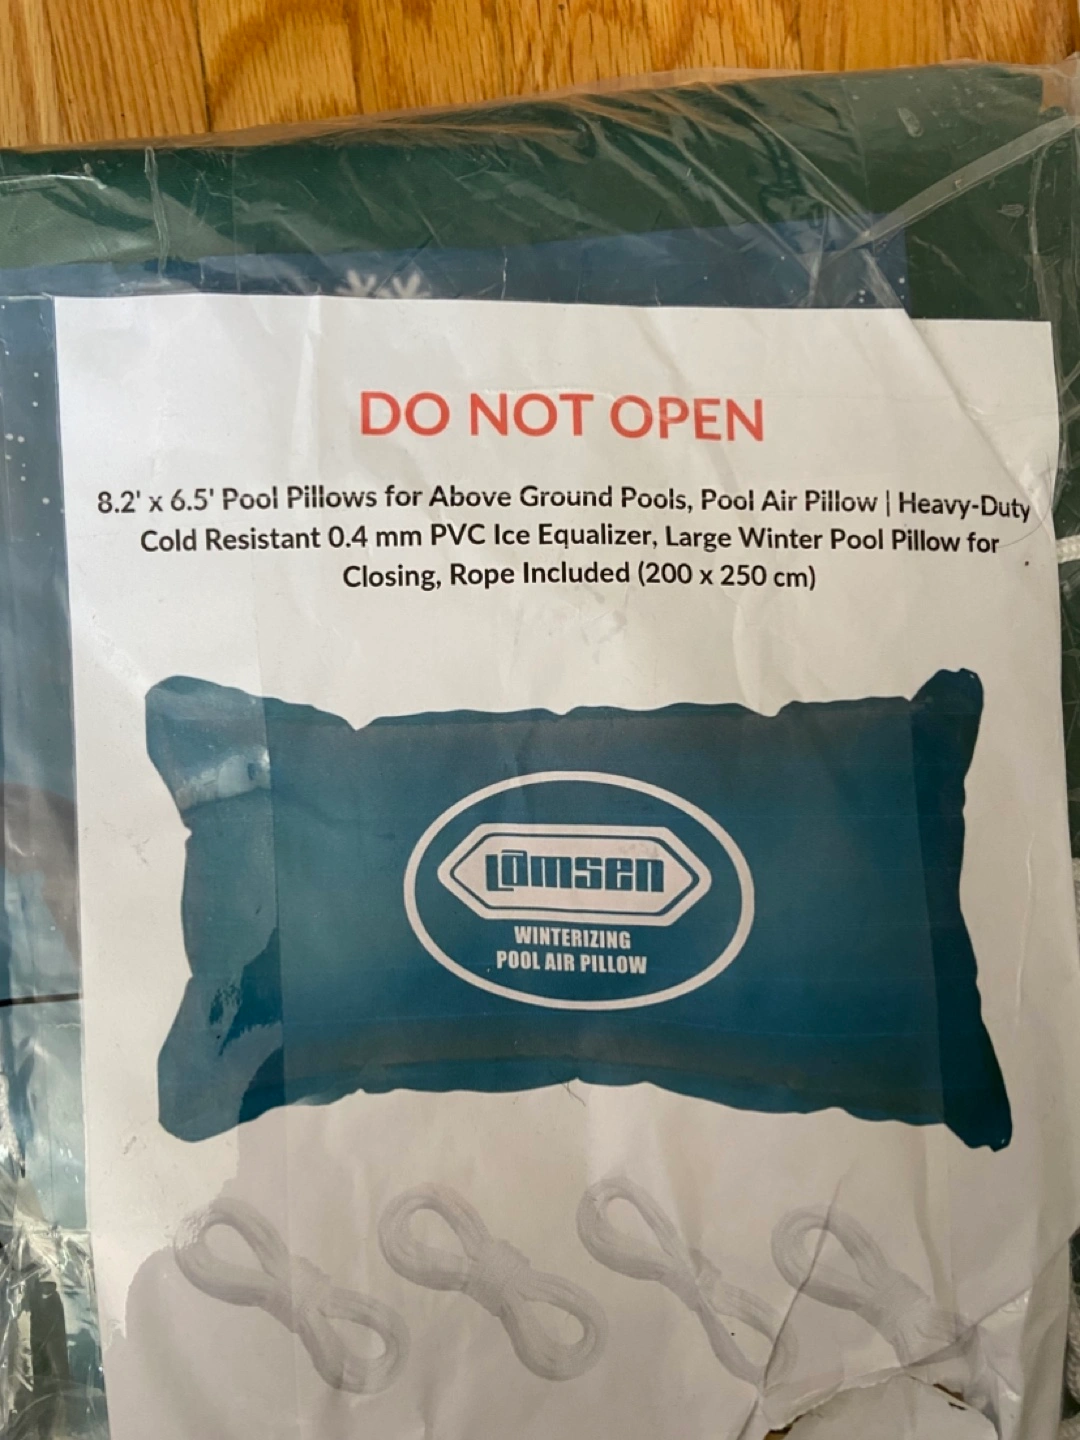 DO NOT OPEN
8.2' x 6.5' Pool Pillows for Above Ground Pools, Pool Air Pillow | Heavy-Duty
Cold Resistant 0.4 mm PVC Ice Equalizer, Large Winter Pool Pillow for
Closing, Rope Included (200 x 250 cm)
Lāmsen
WINTERIZING
POOL AIR PILLOW